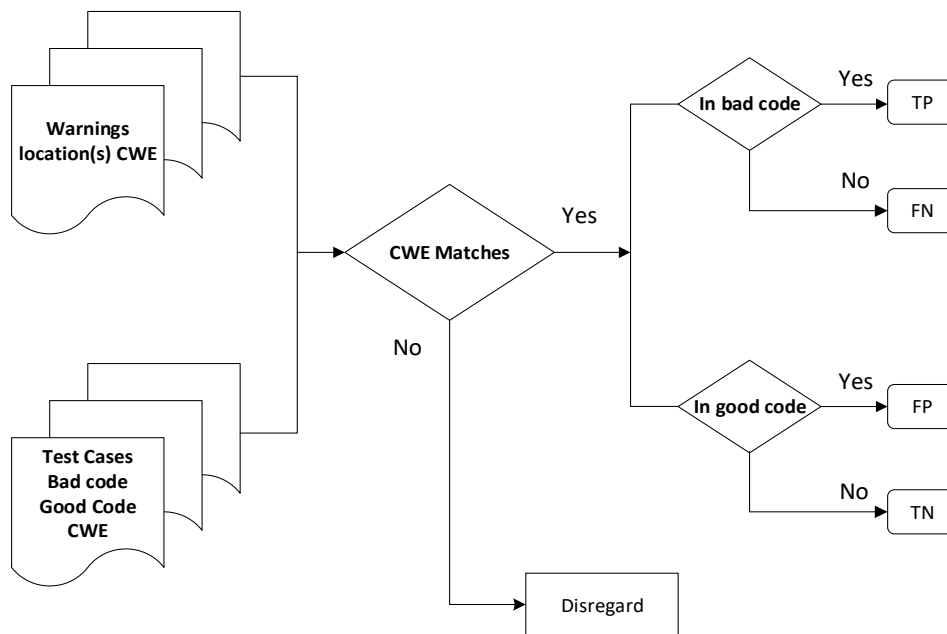 Warnings
location(s) CWE
Test Cases
Bad code
Good Code
CWE
CWE Matches
Yes
No
Disregard
In bad code
Yes
TP
No
FN
In good code
Yes
FP
No
TN